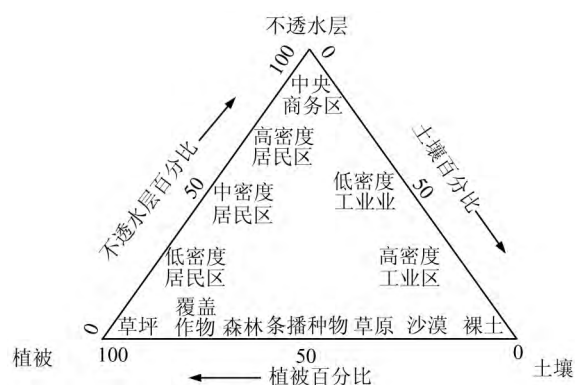 不透水层
100 0
中央
商务区
高密度
居民区
不透水层百分比
土壤百分比
50
中密度
居民区
低密度
工业业
50
低密度
居民区
高密度
工业区
0
草坪 覆盖
作物 森林 条播种物 草原 沙漠 裸土
植被 100 50 0 土壤
植被百分比